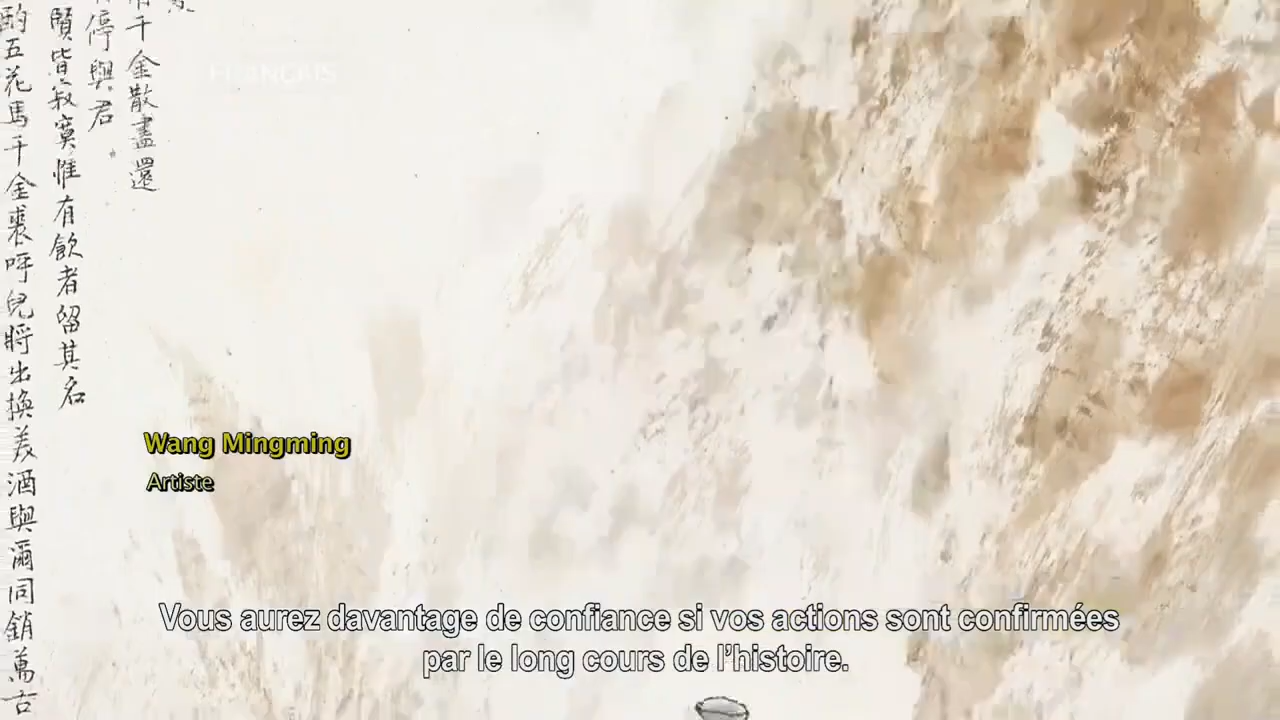 千金散盡還
停與君
賢皆寂寞惟有飲者留其名
酌五花馬千金裘呼兒將出換美酒與爾同銷萬古
FRANÇAIS
Wang Mingming
Artiste
Vous aurez davantage de confiance si vos actions sont confirmées
par le long cours de l'histoire.